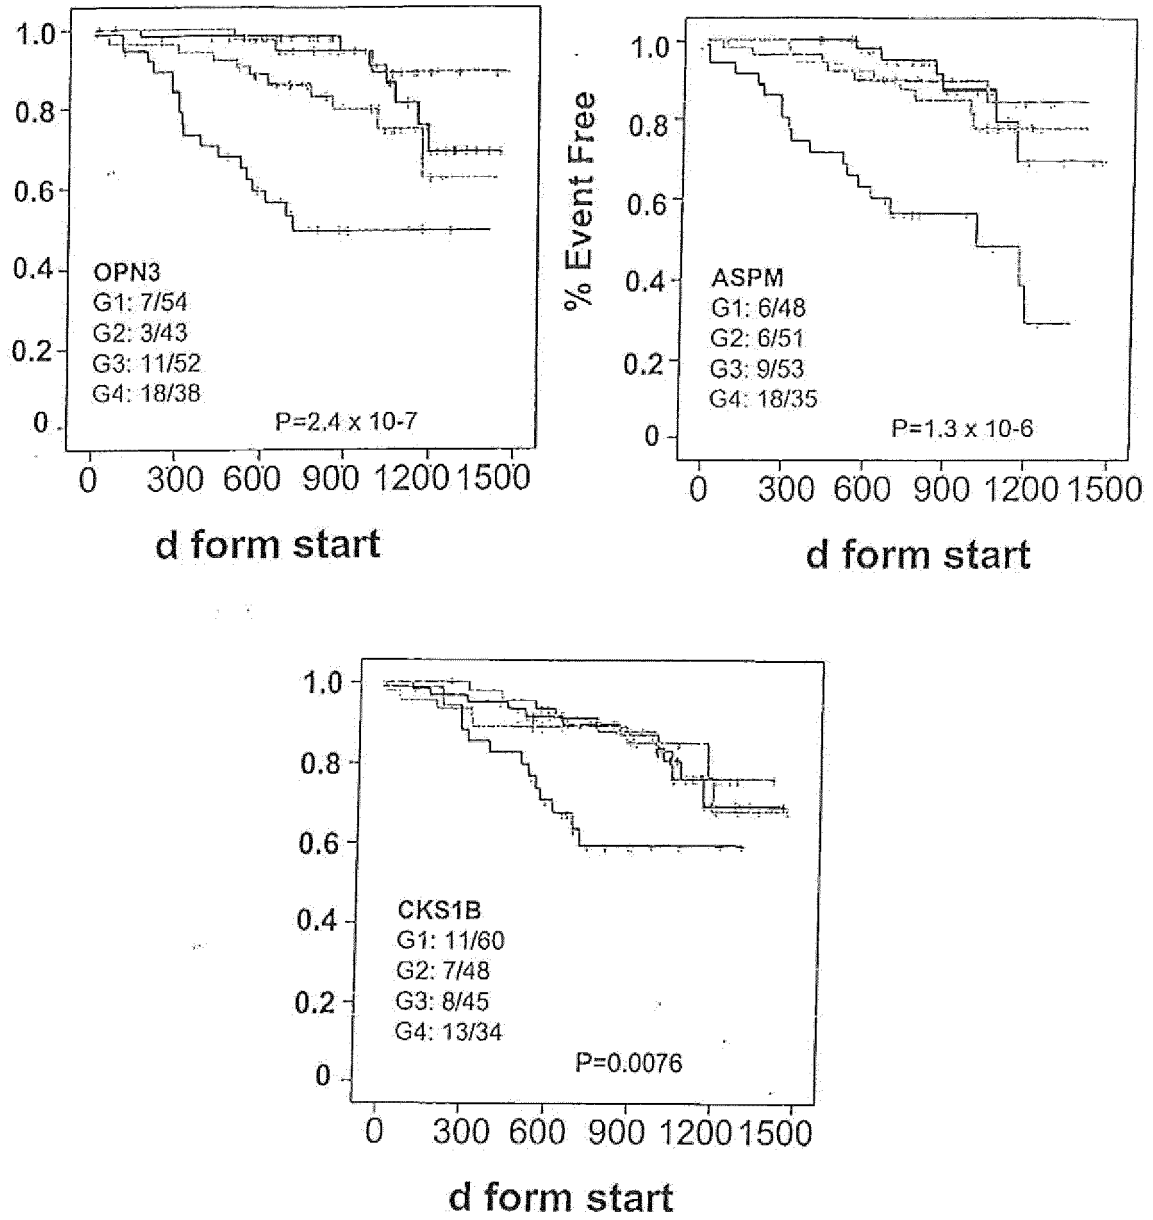 1.0
0.8
0.6
0.4
0.2
0
OPN3
G1: 7/54
G2: 3/43
G3: 11/52
G4: 18/38
P=2.4 x 10-7
0 300 600 900 1200 1500
d form start
% Event Free
1.0
0.8
0.6
0.4
0.2
0
ASPM
G1: 6/48
G2: 6/51
G3: 9/53
G4: 18/35
P=1.3 x 10-6
0 300 600 900 1200 1500
d form start
1.0
0.8
0.6
0.4
0.2
0
CKS1B
G1: 11/60
G2: 7/48
G3: 8/45
G4: 13/34
P=0.0076
0 300 600 900 1200 1500
d form start